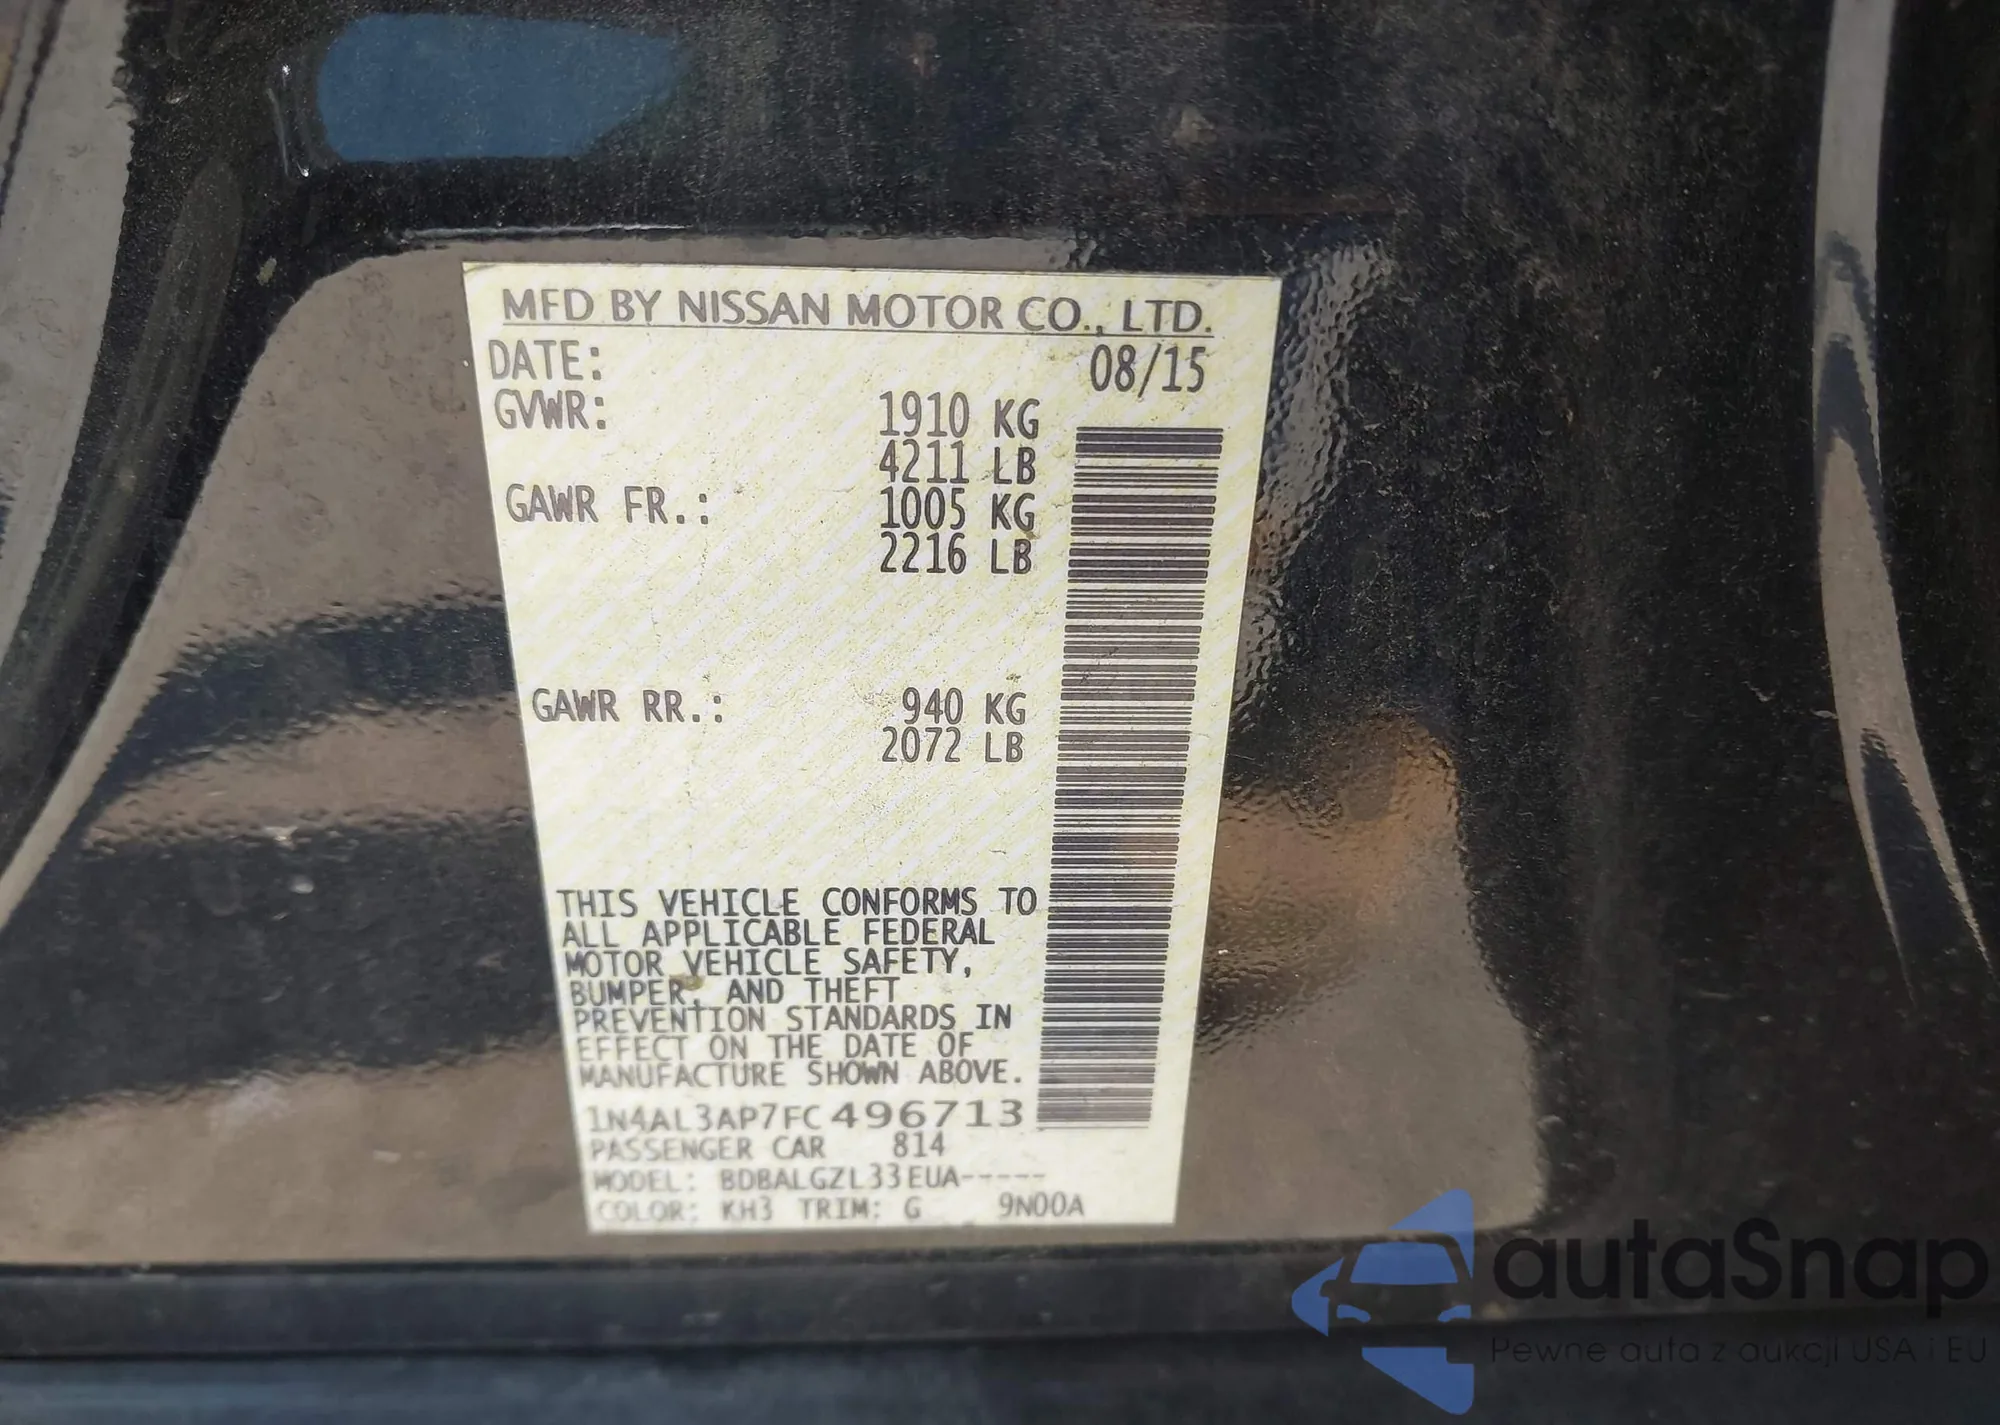 MFD BY NISSAN MOTOR CO., LTD.
DATE: 08/15
GVWR: 1910 KG
4211 LB
GAWR FR.: 1005 KG
2216 LB
GAWR RR.: 940 KG
2072 LB
THIS VEHICLE CONFORMS TO
ALL APPLICABLE FEDERAL
MOTOR VEHICLE SAFETY,
BUMPER, AND THEFT
PREVENTION STANDARDS IN
EFFECT ON THE DATE OF
MANUFACTURE SHOWN ABOVE.
1N4AL3AP7FC496713
PASSENGER CAR 814
MODEL: BDBALGZL33EUA-----
COLOR: KH3 TRIM: G 9N00A
autaSnap
Pewne auta z aukcji USA i EU